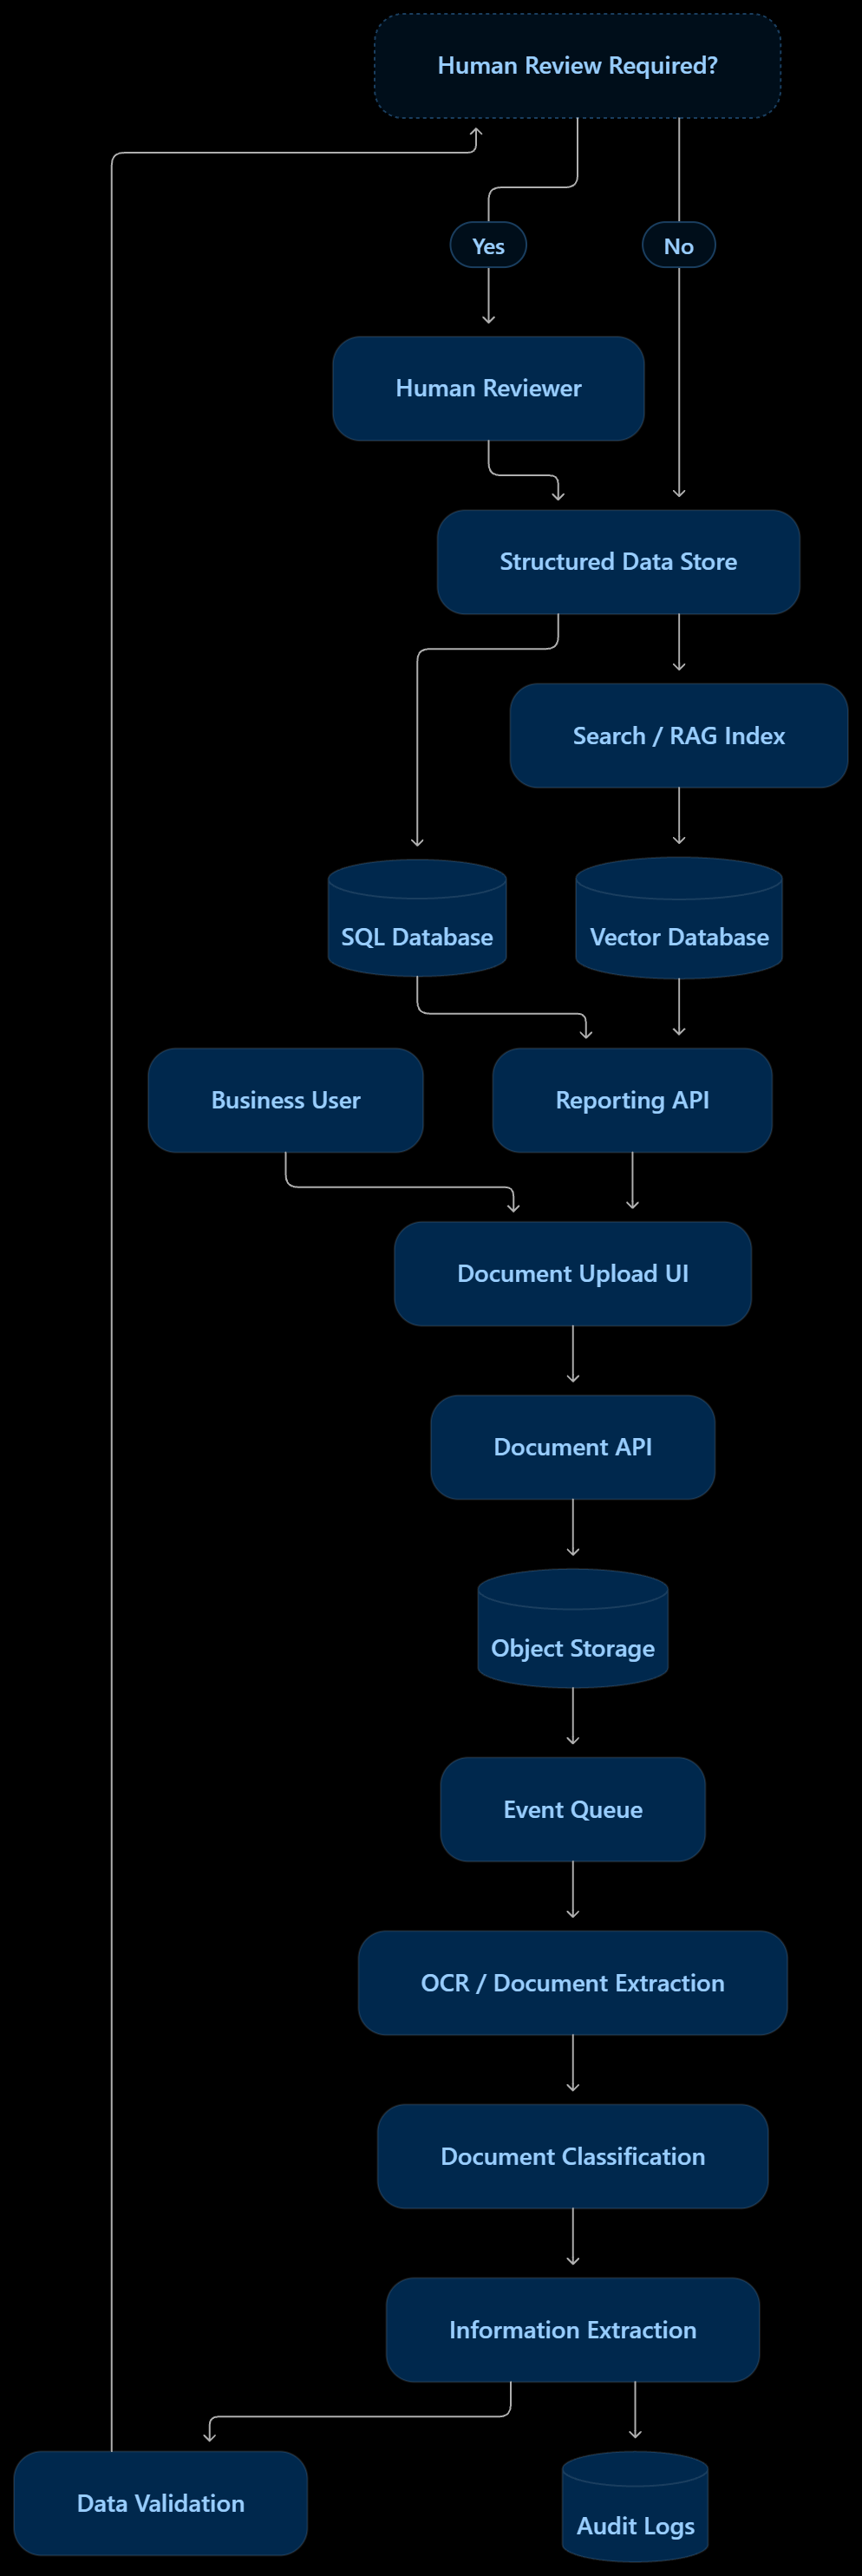 Human Review Required?
Yes
No
Human Reviewer
Structured Data Store
Search / RAG Index
SQL Database
Vector Database
Business User
Reporting API
Document Upload UI
Document API
Object Storage
Event Queue
OCR / Document Extraction
Document Classification
Information Extraction
Data Validation
Audit Logs